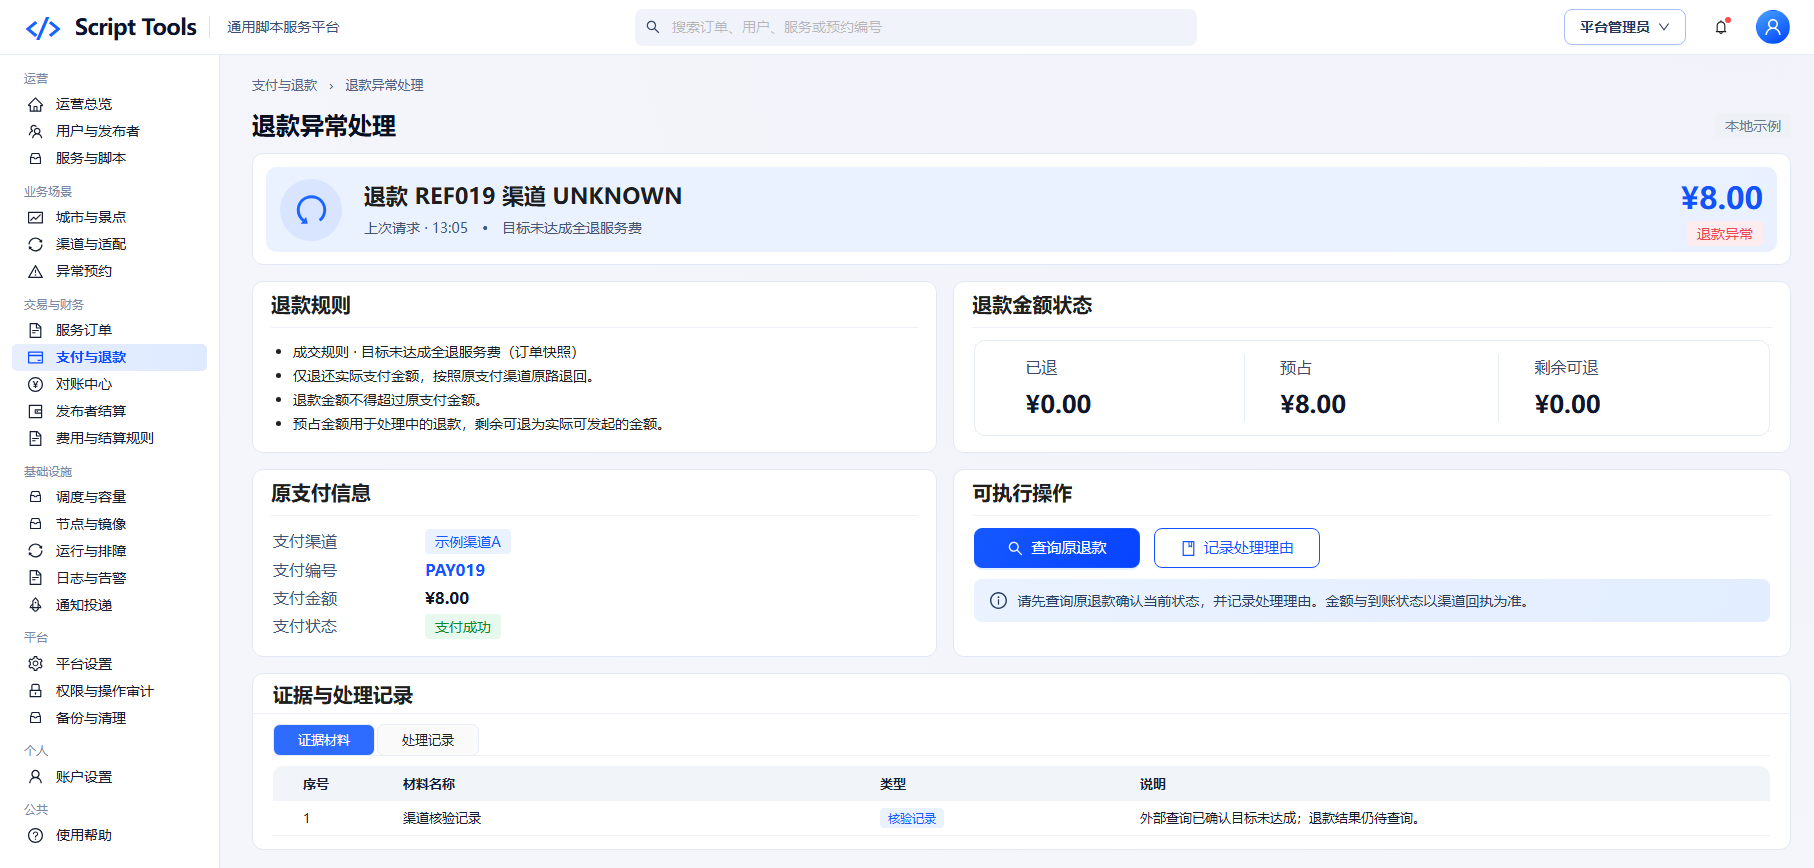 Script Tools
通用脚本服务平台
搜索订单、用户、服务或预约编号
平台管理员
运营
运营总览
用户与发布者
服务与脚本
业务场景
城市与景点
渠道与适配
异常预约
交易与财务
服务订单
支付与退款
对账中心
发布者结算
费用与结算规则
基础设施
调度与容量
节点与镜像
运行与排障
日志与告警
通知投递
平台
平台设置
权限与操作审计
备份与清理
个人
账户设置
公共
使用帮助
支付与退款 › 退款异常处理
退款异常处理
本地示例
退款 REF019 渠道 UNKNOWN
上次请求 · 13:05 • 目标未达成全退服务费
¥8.00
退款异常
退款规则
• 成交规则 · 目标未达成全退服务费（订单快照）
• 仅退还实际支付金额，按照原支付渠道原路退回。
• 退款金额不得超过原支付金额。
• 预占金额用于处理中的退款，剩余可退为实际可发起的金额。
退款金额状态
已退 预占 剩余可退
¥0.00 ¥8.00 ¥0.00
原支付信息
支付渠道 示例渠道A
支付编号 PAY019
支付金额 ¥8.00
支付状态 支付成功
可执行操作
查询原退款 记录处理理由
请先查询原退款确认当前状态，并记录处理理由。金额与到账状态以渠道回执为准。
证据与处理记录
证据材料 处理记录
序号 材料名称 类型 说明
1 渠道核验记录 核验记录 外部查询已确认目标未达成；退款结果仍待查询。